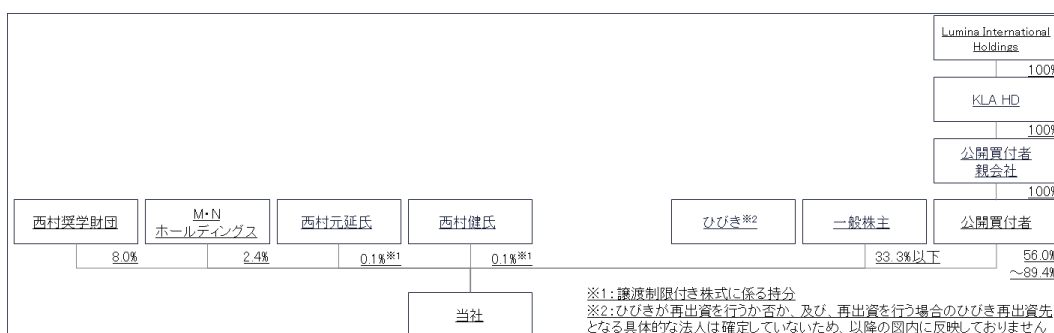 Lumina International
Holdings
100%
KLA HD
100%
公開買付者
親会社
100%
西村奨学財団
M・N
ホールディングス
西村元延氏
西村健氏
ひびき※2
一般株主
公開買付者
8.0%
2.4%
0.1%※1
0.1%※1
33.3%以下
56.0%
～89.4%
当社
※1：譲渡制限付き株式に係る持分
※2：ひびきが再出資を行うか否か、及び、再出資を行う場合のひびき再出資先
となる具体的な法人は確定していないため、以降の図内に反映しておりません。